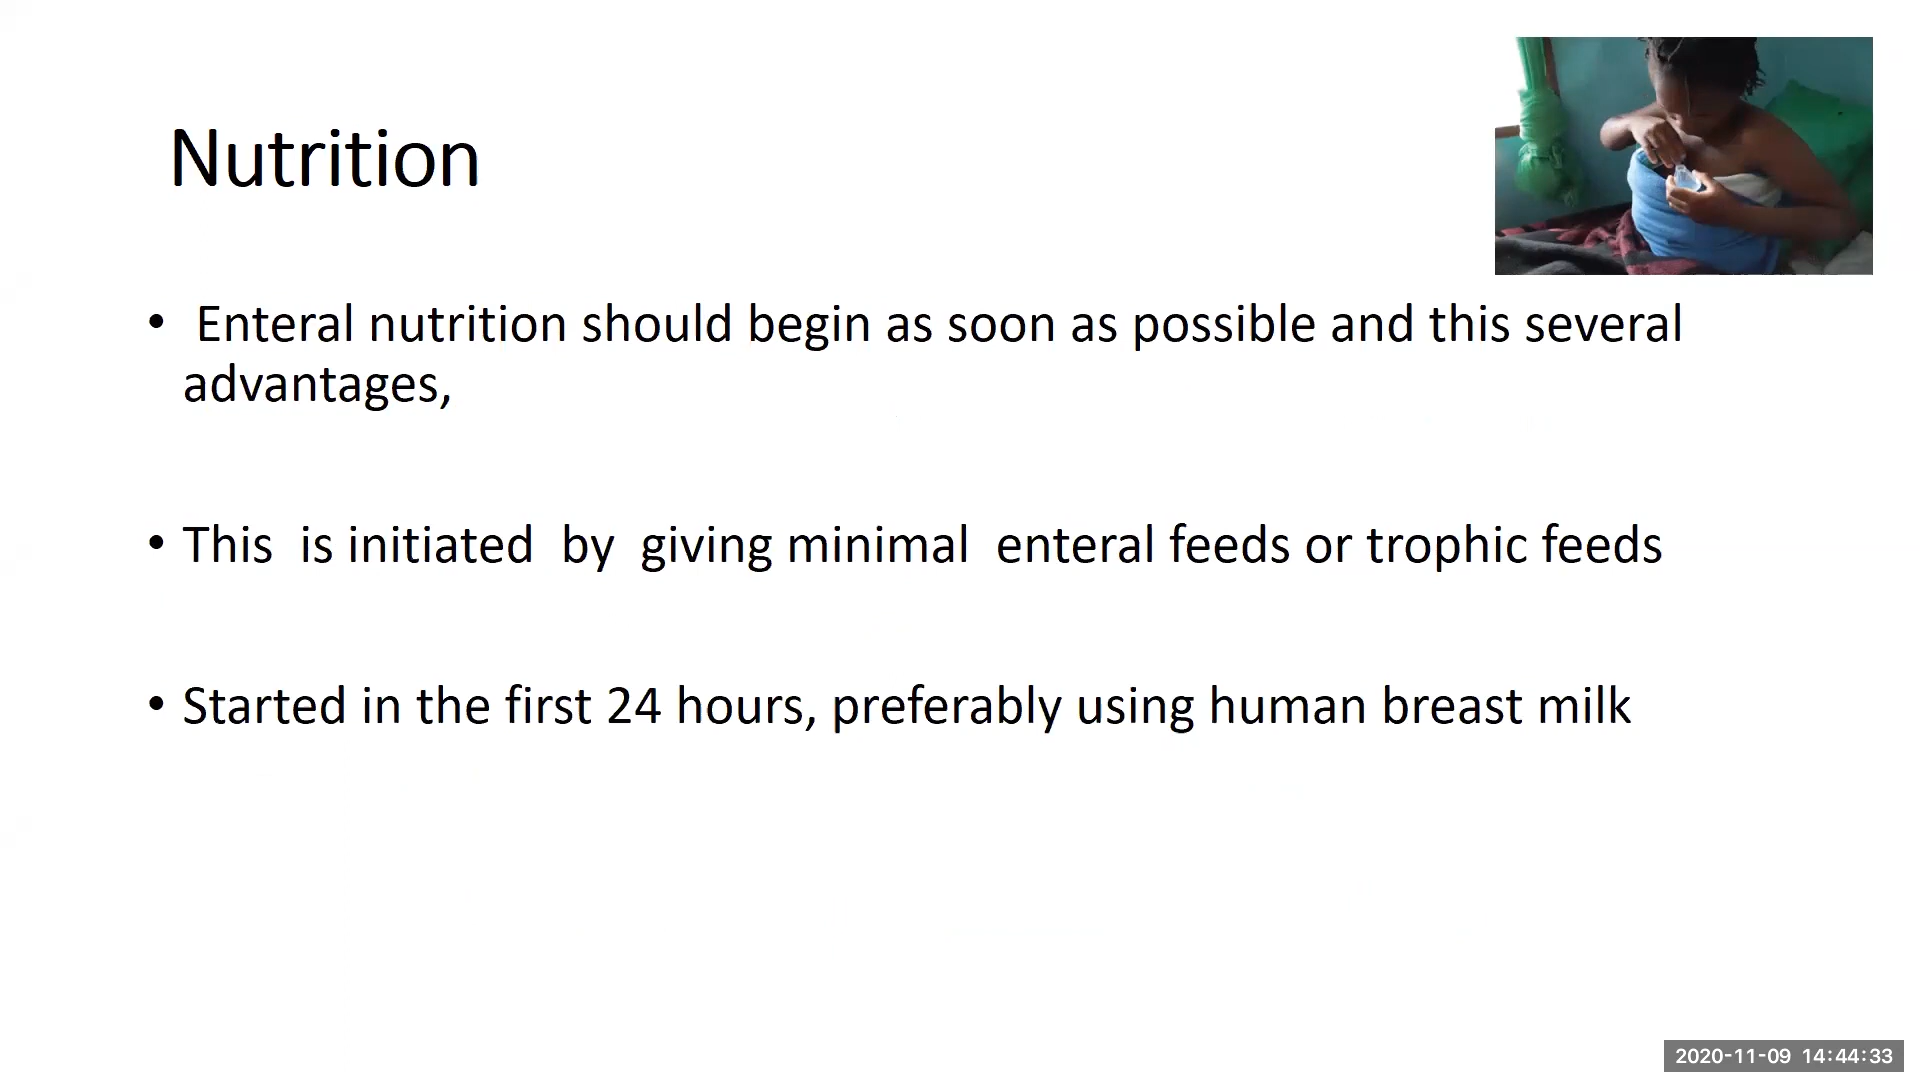 Nutrition
• Enteral nutrition should begin as soon as possible and this several
advantages,
• This is initiated by giving minimal enteral feeds or trophic feeds
• Started in the first 24 hours, preferably using human breast milk
2020-11-09 14:44:33